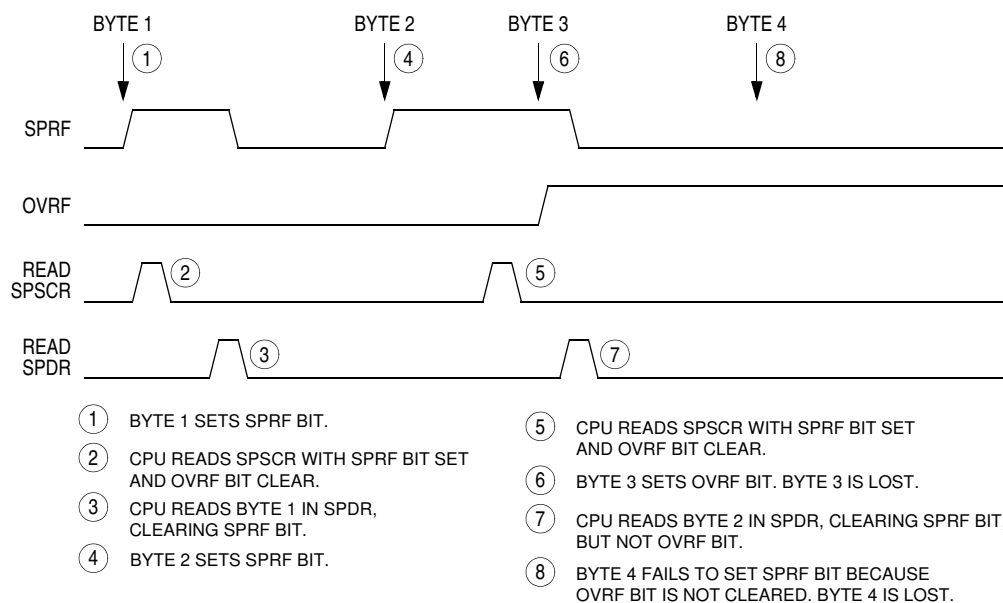 BYTE 1
BYTE 2
BYTE 3
BYTE 4
1
4
6
8
SPRF
OVRF
READ
SPSCR
2
5
READ
SPDR
3
7
1 BYTE 1 SETS SPRF BIT.
2 CPU READS SPSCR WITH SPRF BIT SET
AND OVRF BIT CLEAR.
3 CPU READS BYTE 1 IN SPDR,
CLEARING SPRF BIT.
4 BYTE 2 SETS SPRF BIT.
5 CPU READS SPSCR WITH SPRF BIT SET
AND OVRF BIT CLEAR.
6 BYTE 3 SETS OVRF BIT. BYTE 3 IS LOST.
7 CPU READS BYTE 2 IN SPDR, CLEARING SPRF BIT
BUT NOT OVRF BIT.
8 BYTE 4 FAILS TO SET SPRF BIT BECAUSE
OVRF BIT IS NOT CLEARED. BYTE 4 IS LOST.